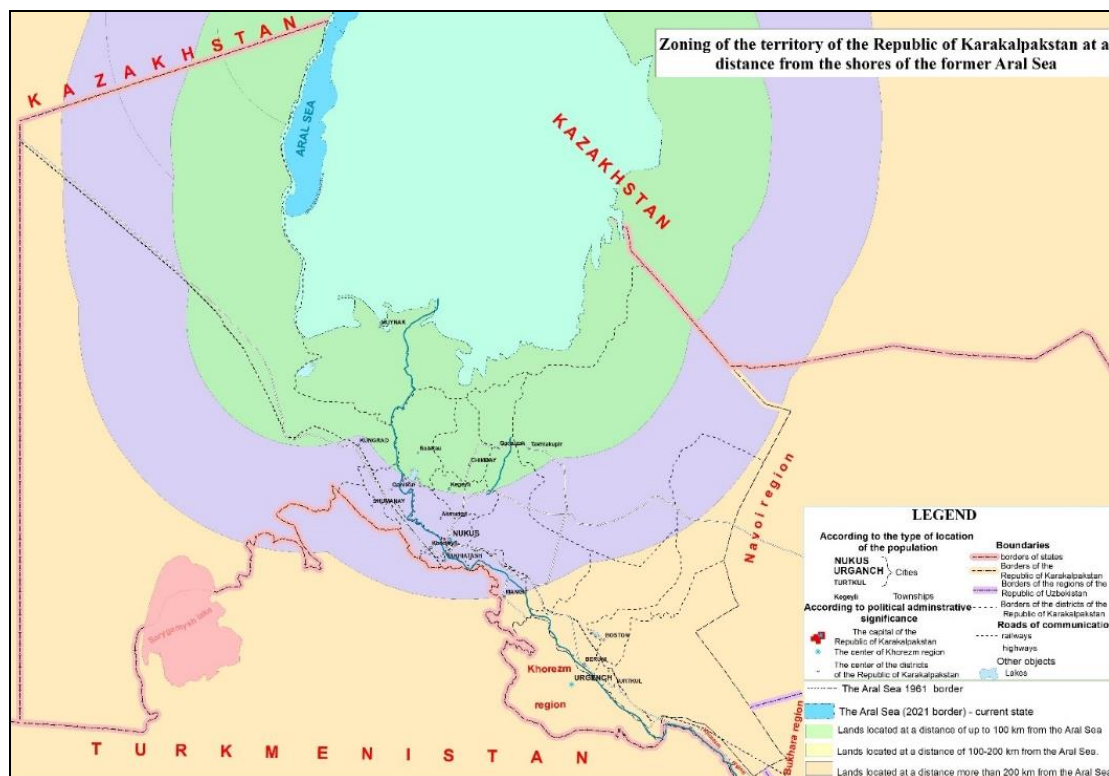 Zoning of the territory of the Republic of Karakalpakstan at a
distance from the shores of the former Aral Sea
KAZAKHSTAN
ARAL SEA
KAZAKHSTAN
MUYNAK
KUNGRAD
CHIMBAY
Kegeyli
SHUMANAY
NUKUS
Navoi region
Sarygamysh lake
MANGIT
BOSTOW
BERUNI
URGENCH
TURTKUL
Khorezm
region
Bukhara region
TURKMENISTAN
LEGEND
According to the type of location
of the population
NUKUS
URGANCH
TURTKUL
Cities
Kegeyli
Townships
According to political adminstrative
significance
The capital of the
Republic of Karakalpakstan
The center of Khorezm region
The center of the districts
of the Republic of Karakalpakstan
Boundaries
borders of states
Borders of the
Republic of Karakalpakstan
Borders of the regions of the
Republic of Uzbekistan
Borders of the districts of the
Republic of Karakalpakstan
Roads of communication
railways
highways
Other objects
Lakes
The Aral Sea 1961 border
The Aral Sea (2021 border) - current state
Lands located at a distance of up to 100 km from the Aral Sea
Lands located at a distance of 100-200 km from the Aral Sea.
Lands located at a distance more than 200 km from the Aral Sea